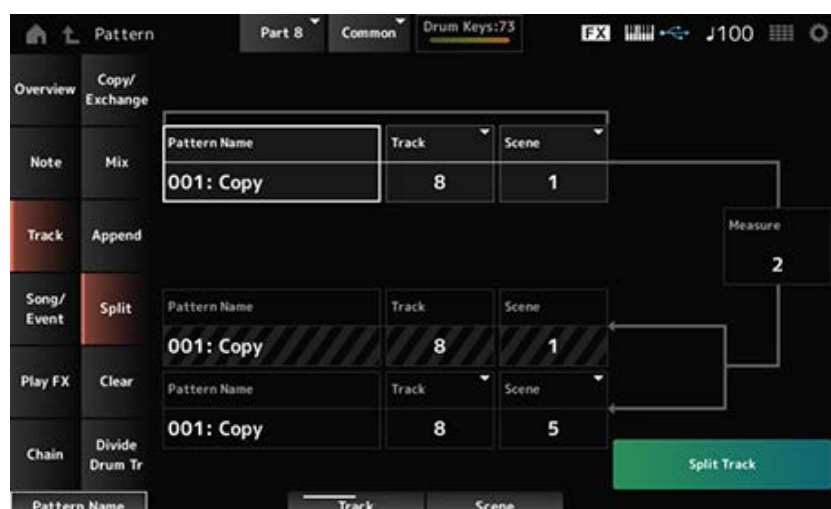 Pattern
Part 8
Common
Drum Keys:73
FX
♩100
Overview
Copy/
Exchange
Note
Mix
Track
Append
Song/
Event
Split
Play FX
Clear
Chain
Divide
Drum Tr
Pattern Name
Track
Scene
001: Copy
8
1
Measure
2
Pattern Name
Track
Scene
001: Copy
8
1
Pattern Name
Track
Scene
001: Copy
8
5
Split Track
Pattern Name
Track
Scene